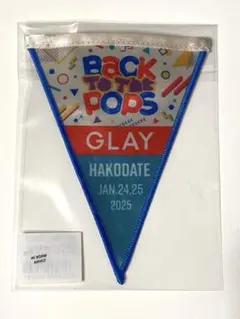 BACK
TO THE
POPS
GLAY
HAKODATE
JAN.24,25
2025